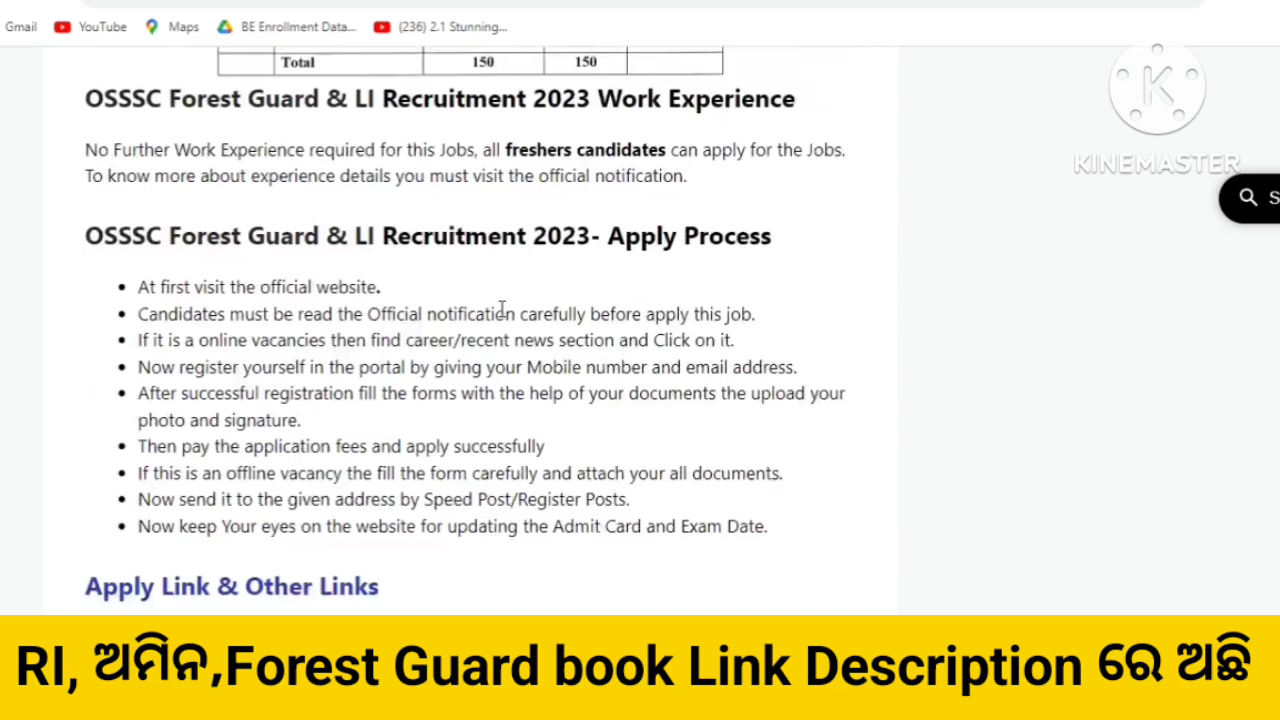 Gmail YouTube Maps BE Enrollment Data... (236) 2.1 Stunning...
Total 150 150
K
KINEMASTER
OSSSC Forest Guard & LI Recruitment 2023 Work Experience
No Further Work Experience required for this Jobs, all freshers candidates can apply for the Jobs.
To know more about experience details you must visit the official notification.
S
OSSSC Forest Guard & LI Recruitment 2023- Apply Process
• At first visit the official website.
• Candidates must be read the Official notification carefully before apply this job.
• If it is a online vacancies then find career/recent news section and Click on it.
• Now register yourself in the portal by giving your Mobile number and email address.
• After successful registration fill the forms with the help of your documents the upload your
photo and signature.
• Then pay the application fees and apply successfully
• If this is an offline vacancy the fill the form carefully and attach your all documents.
• Now send it to the given address by Speed Post/Register Posts.
• Now keep Your eyes on the website for updating the Admit Card and Exam Date.
Apply Link & Other Links
RI, ଅମିନ,Forest Guard book Link Description ରେ ଅଛି